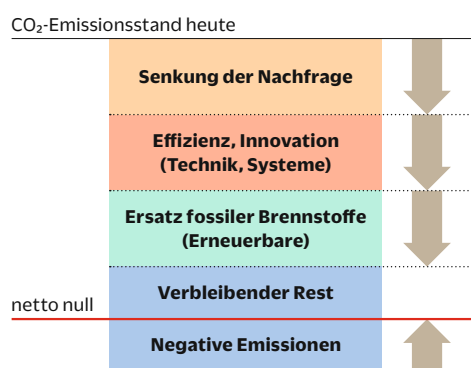 CO₂-Emissionsstand heute
Senkung der Nachfrage
Effizienz, Innovation
(Technik, Systeme)
Ersatz fossiler Brennstoffe
(Erneuerbare)
Verbleibender Rest
netto null
Negative Emissionen